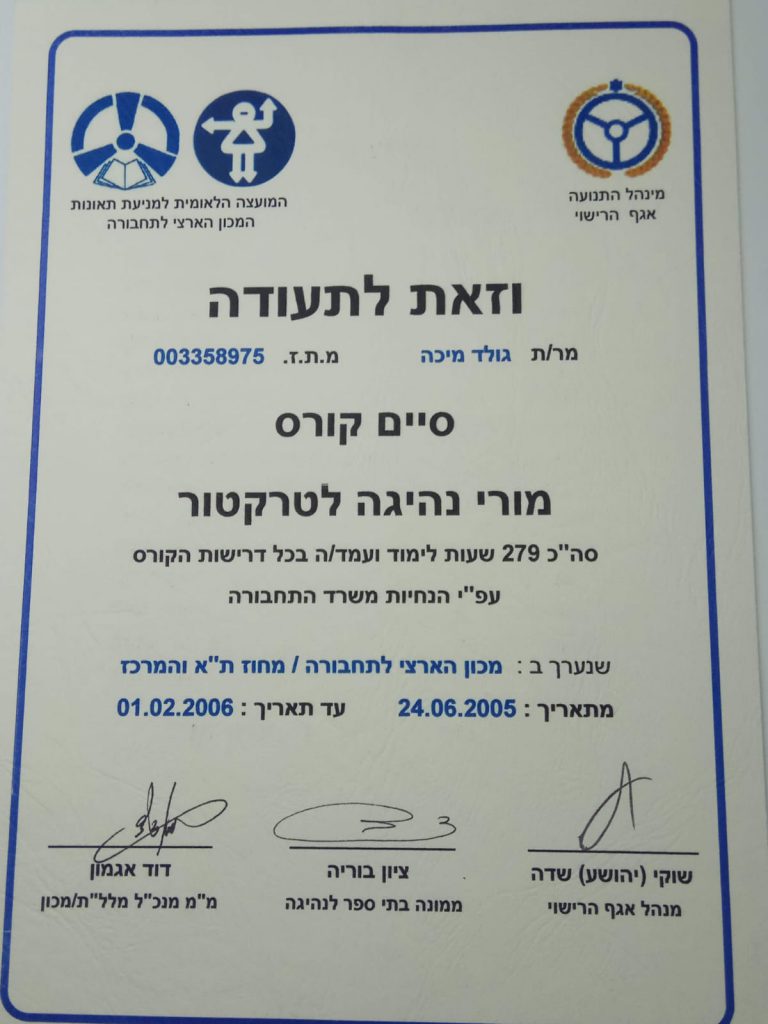 מינהל התנועה
אגף הרישוי
המועצה הלאומית למניעת תאונות
המכון הארצי לתחבורה
וזאת לתעודה
מר/ת גולד מיכה מ.ת.ז. 003358975
סיים קורס
מורי נהיגה לטרקטור
סה"כ 279 שעות לימוד ועמד/ה בכל דרישות הקורס
עפ"י הנחיות משרד התחבורה
שנערך ב : מכון הארצי לתחבורה / מחוז ת"א והמרכז
מתאריך : 24.06.2005 עד תאריך : 01.02.2006
שוקי (יהושע) שדה
מנהל אגף הרישוי
ציון בוריה
ממונה בתי ספר לנהיגה
דוד אגמון
מ"מ מנכ"ל מלל"ת/מכון